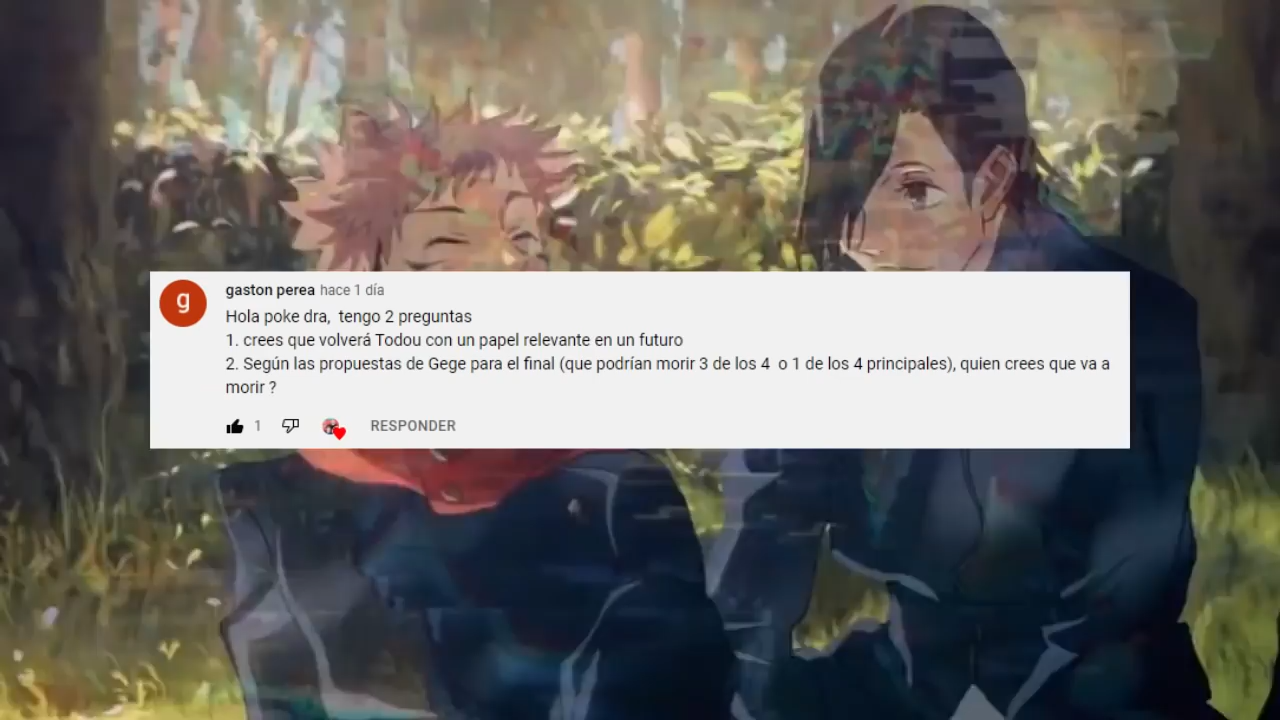 g
gaston perea hace 1 día
Hola poke dra, tengo 2 preguntas
1. crees que volverá Todou con un papel relevante en un futuro
2. Según las propuestas de Gege para el final (que podrían morir 3 de los 4 o 1 de los 4 principales), quien crees que va a
morir ?
1 RESPONDER